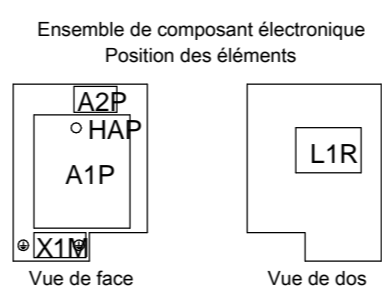 Ensemble de composant électronique
Position des éléments
A2P
HAP
A1P
L1R
X1M
Vue de face
Vue de dos